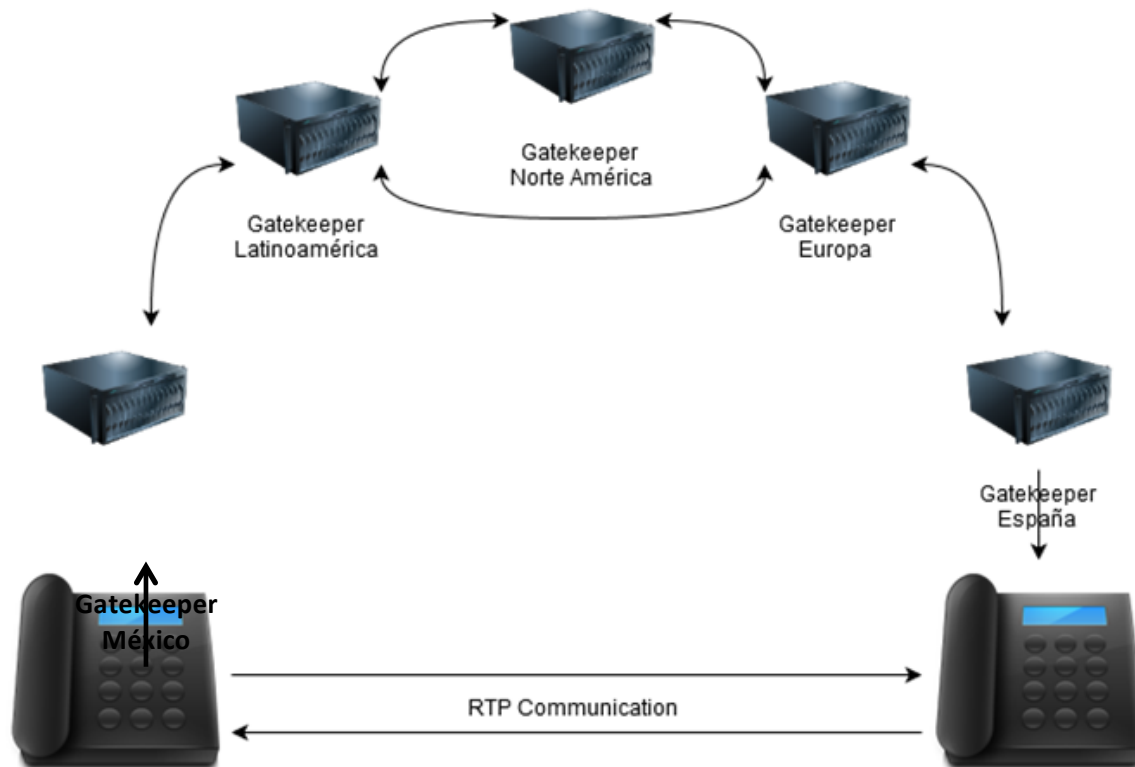 Gatekeeper
Norte América
Gatekeeper
Latinoamérica
Gatekeeper
Europa
Gatekeeper
España
Gatekeeper
México
RTP Communication